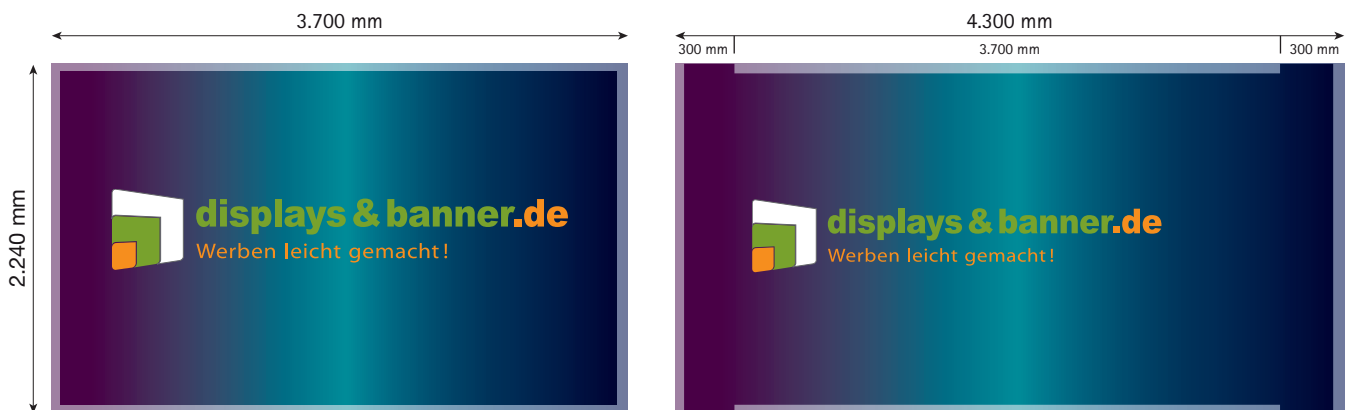 3.700 mm
2.240 mm
displays & banner.de
Werben leicht gemacht!
4.300 mm
300 mm
3.700 mm
300 mm
displays & banner.de
Werben leicht gemacht!